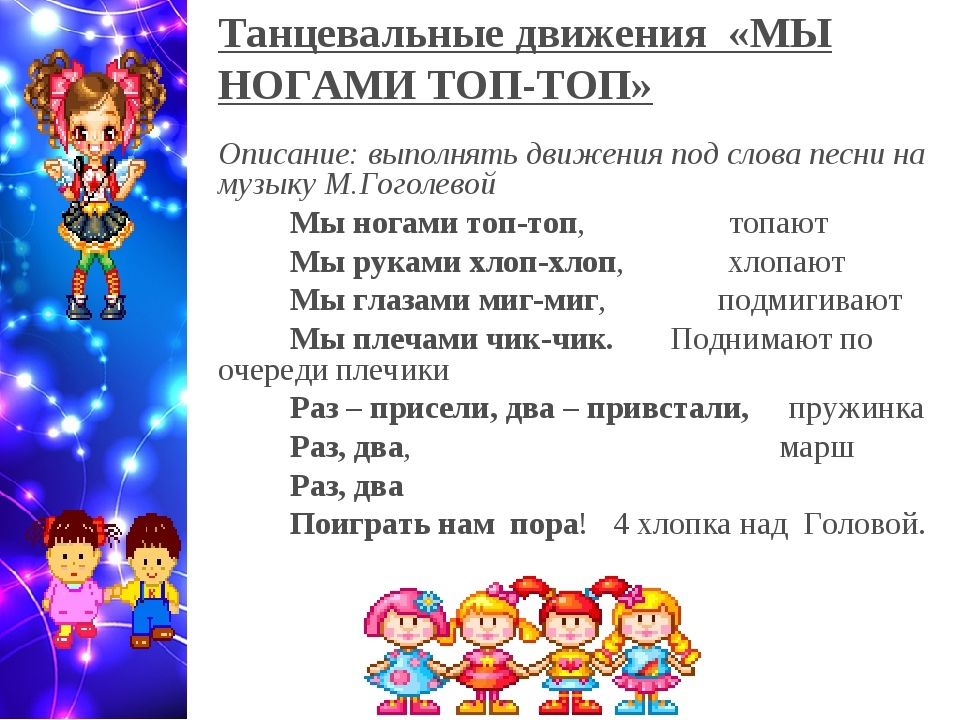 Танцевальные движения «МЫ
НОГАМИ ТОП-ТОП»
Описание: выполнять движения под слова песни на
музыку М.Гоголевой
Мы ногами топ-топ, топают
Мы руками хлоп-хлоп, хлопают
Мы глазами миг-миг, подмигивают
Мы плечами чик-чик. Поднимают по
очереди плечики
Раз – присели, два – привстали, пружинка
Раз, два, марш
Раз, два
Поиграть нам пора! 4 хлопка над Головой.